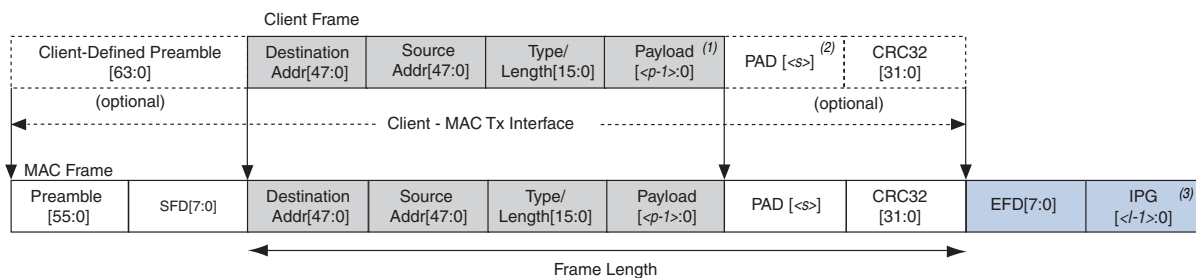 Client Frame
Client-Defined Preamble
[63:0]
Destination
Addr[47:0]
Source
Addr[47:0]
Type/
Length[15:0]
Payload (1)
[<p-1>:0]
PAD [<s>] (2)
CRC32
[31:0]
(optional)
(optional)
Client - MAC Tx Interface
MAC Frame
Preamble
[55:0]
SFD[7:0]
Destination
Addr[47:0]
Source
Addr[47:0]
Type/
Length[15:0]
Payload
[<p-1>:0]
PAD [<s>]
CRC32
[31:0]
EFD[7:0]
IPG (3)
[<l-1>:0]
Frame Length